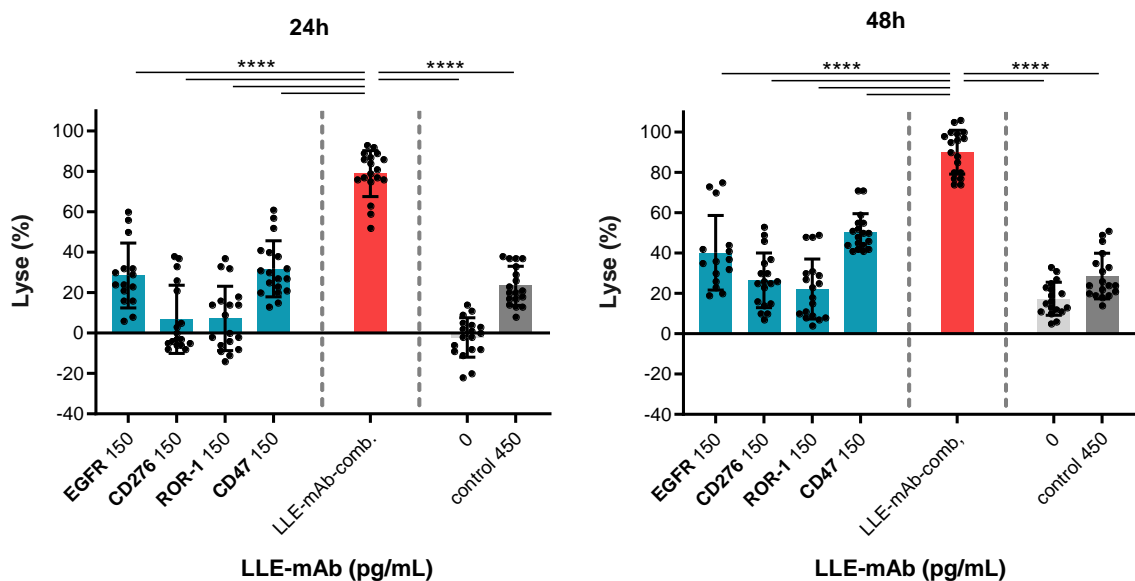 24h
****
****
Lyse (%)
100
80
60
40
20
0
-20
-40
EGFR 150
CD276 150
ROR-1 150
CD47 150
LLE-mAb-comb.
0
control 450
LLE-mAb (pg/mL)
48h
****
****
Lyse (%)
100
80
60
40
20
0
-20
-40
EGFR 150
CD276 150
ROR-1 150
CD47 150
LLE-mAb-comb,
0
control 450
LLE-mAb (pg/mL)